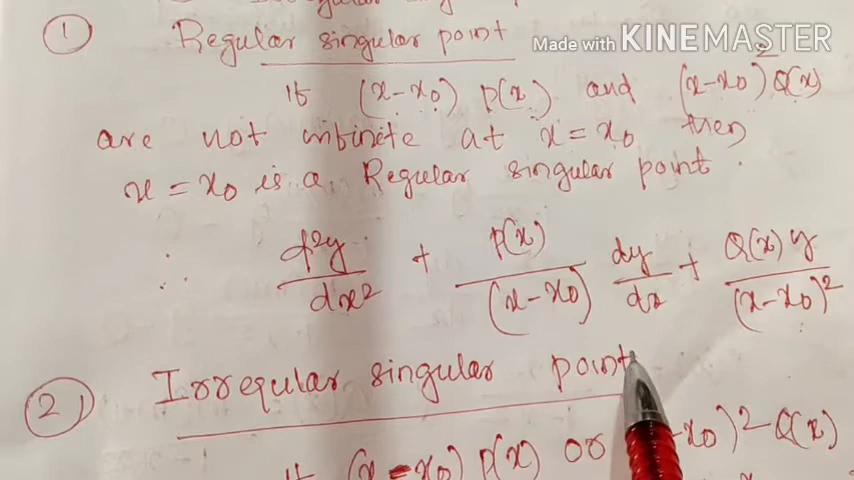 Made with KINEMASTER
① Regular singular point
If (x-x₀) P(x) and (x-x₀)² Q(x)
are not infinite at x = x₀ then
x = x₀ is a Regular singular point.
∴ d²y/dx² + P(x)/(x-x₀) dy/dx + Q(x) y/(x-x₀)²
② Irregular singular point
If (x-x₀) P(x) or -x₀)² Q(x)